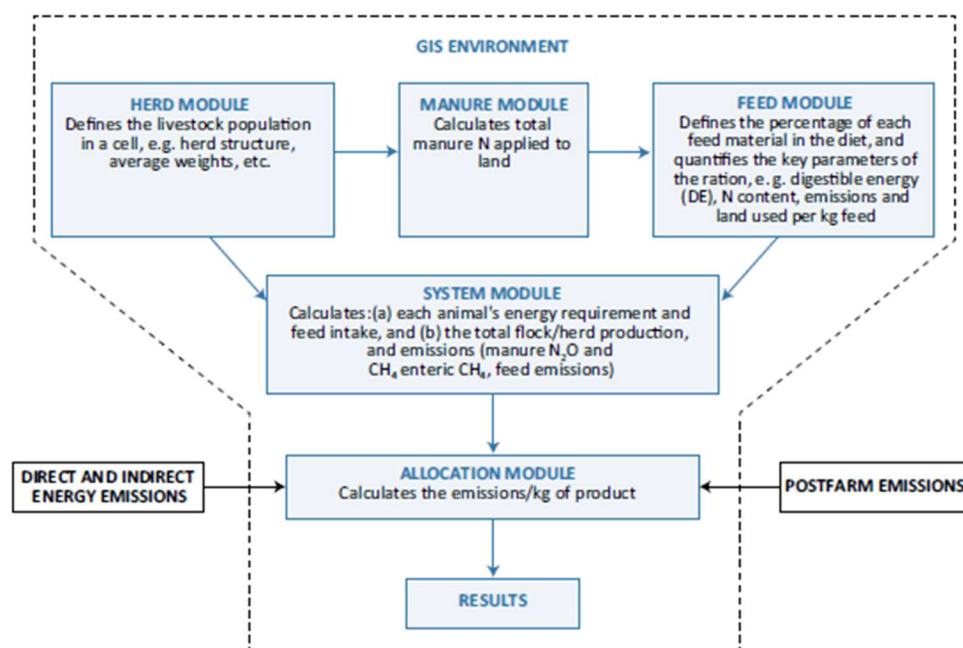 GIS ENVIRONMENT
HERD MODULE
Defines the livestock population
in a cell, e.g. herd structure,
average weights, etc.
MANURE MODULE
Calculates total
manure N applied to
land
FEED MODULE
Defines the percentage of each
feed material in the diet, and
quantifies the key parameters of
the ration, e. g. digestible energy
(DE), N content, emissions and
land used per kg feed
SYSTEM MODULE
Calculates:(a) each animal's energy requirement and
feed intake, and (b) the total flock/herd production,
and emissions (manure N₂O and
CH₄ enteric CH₄, feed emissions)
DIRECT AND INDIRECT
ENERGY EMISSIONS
ALLOCATION MODULE
Calculates the emissions/kg of product
POSTFARM EMISSIONS
RESULTS